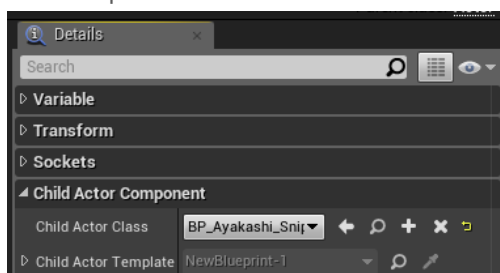 Details
Search
Variable
Transform
Sockets
Child Actor Component
Child Actor Class BP_Ayakashi_Snip
Child Actor Template NewBlueprint-1